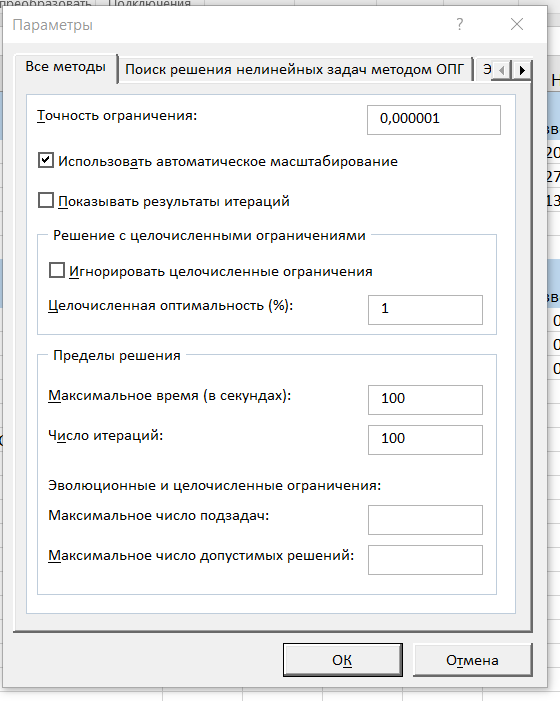 преобразовать Подключения
Параметры ?
Все методы Поиск решения нелинейных задач методом ОПГ Э
Точность ограничения: 0,000001
Использовать автоматическое масштабирование
Показывать результаты итераций
Решение с целочисленными ограничениями
Игнорировать целочисленные ограничения
Целочисленная оптимальность (%): 1
Пределы решения
Максимальное время (в секундах): 100
Число итераций: 100
Эволюционные и целочисленные ограничения:
Максимальное число подзадач:
Максимальное число допустимых решений:
ОК Отмена